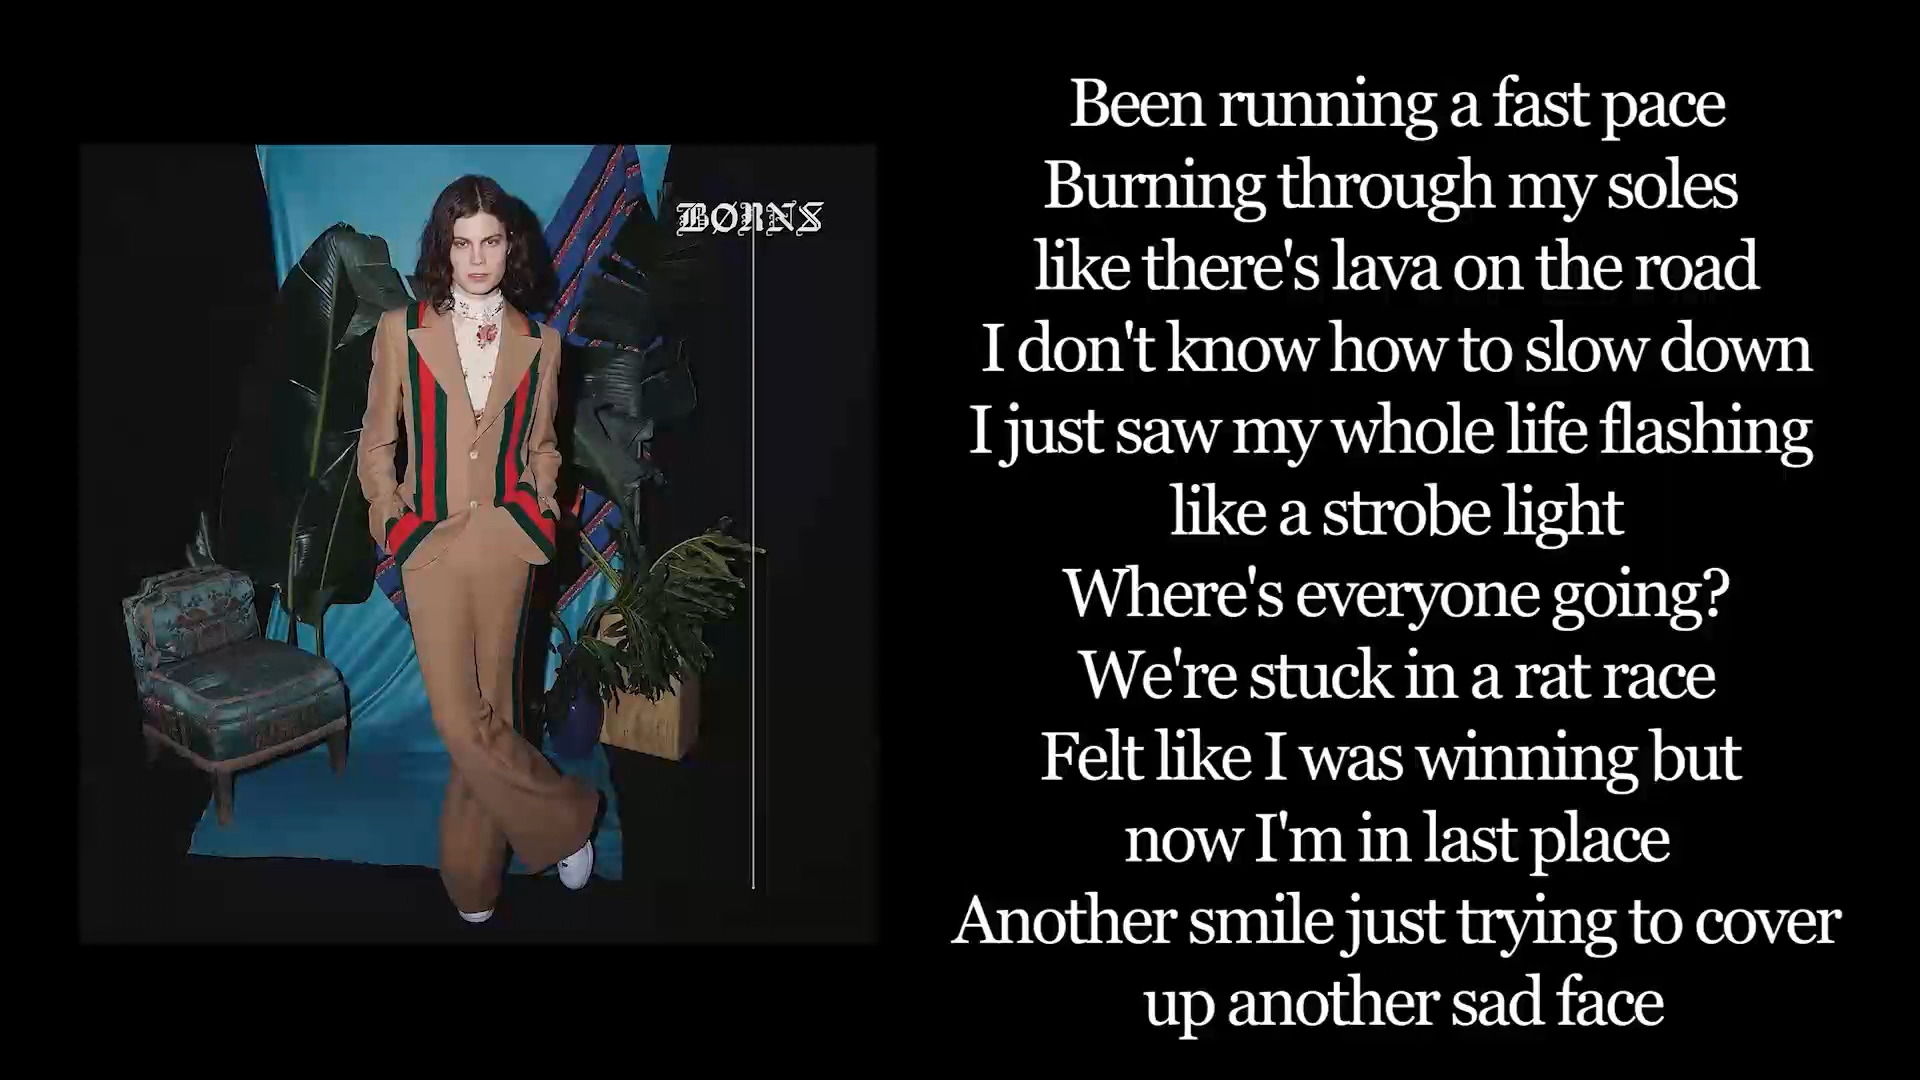 BØRNS
Been running a fast pace
Burning through my soles
like there's lava on the road
I don't know how to slow down
I just saw my whole life flashing
like a strobe light
Where's everyone going?
We're stuck in a rat race
Felt like I was winning but
now I'm in last place
Another smile just trying to cover
up another sad face